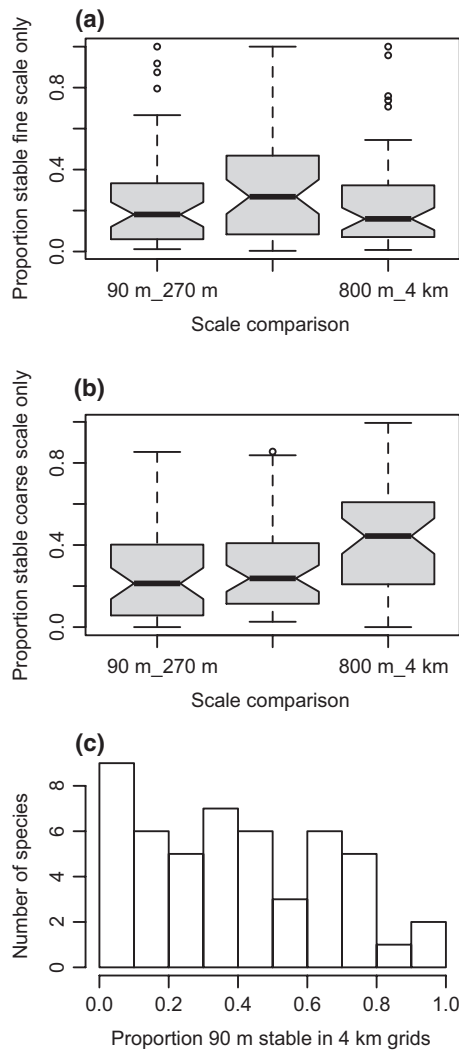 (a)
Proportion stable fine scale only
0.0 0.4 0.8
90 m_270 m 800 m_4 km
Scale comparison
(b)
Proportion stable coarse scale only
0.0 0.4 0.8
90 m_270 m 800 m_4 km
Scale comparison
(c)
Number of species
0 2 4 6 8
0.0 0.2 0.4 0.6 0.8 1.0
Proportion 90 m stable in 4 km grids